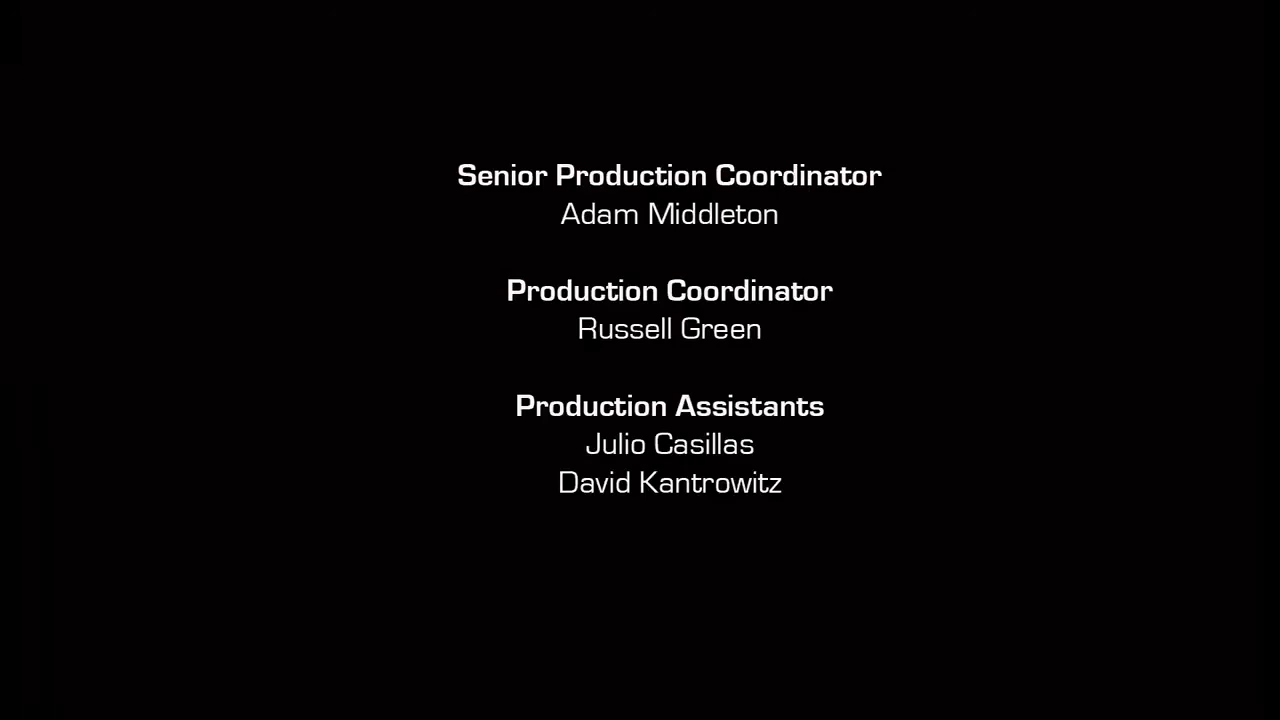 Senior Production Coordinator
Adam Middleton
Production Coordinator
Russell Green
Production Assistants
Julio Casillas
David Kantrowitz